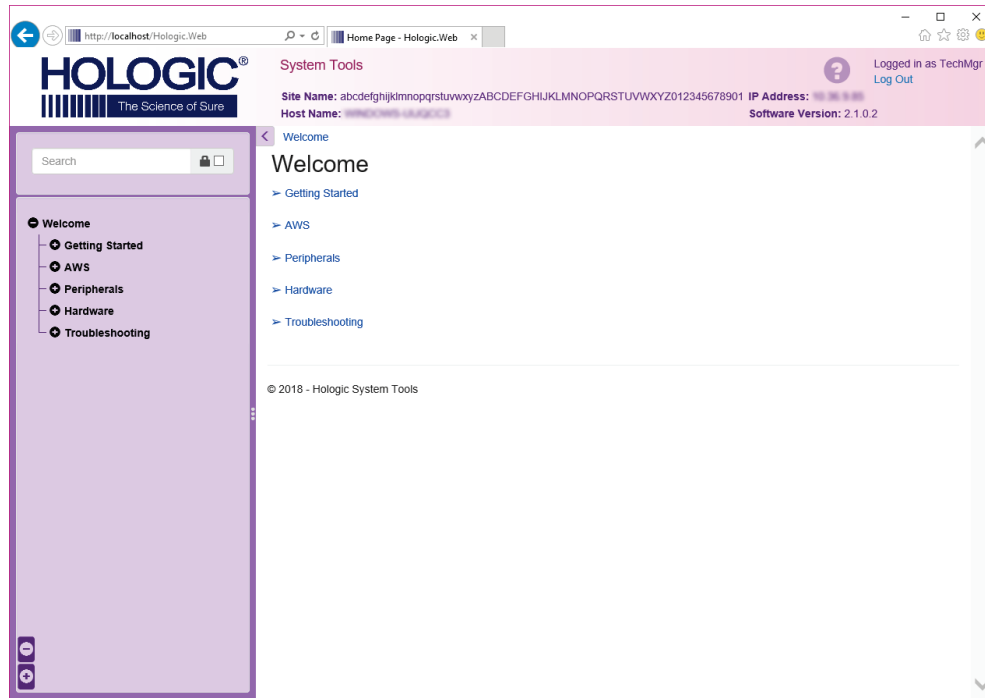 http://localhost/Hologic.Web
Home Page - Hologic.Web
HOLOGIC®
The Science of Sure
System Tools
Logged in as TechMgr
Log Out
Site Name: abcdefghijklmnopqrstuvwxyzABCDEFGHIJKLMNOPQRSTUVWXYZ012345678901 IP Address:
Host Name: Software Version: 2.1.0.2
Search
Welcome
Getting Started
AWS
Peripherals
Hardware
Troubleshooting
Welcome
Welcome
➢ Getting Started
➢ AWS
➢ Peripherals
➢ Hardware
➢ Troubleshooting
© 2018 - Hologic System Tools